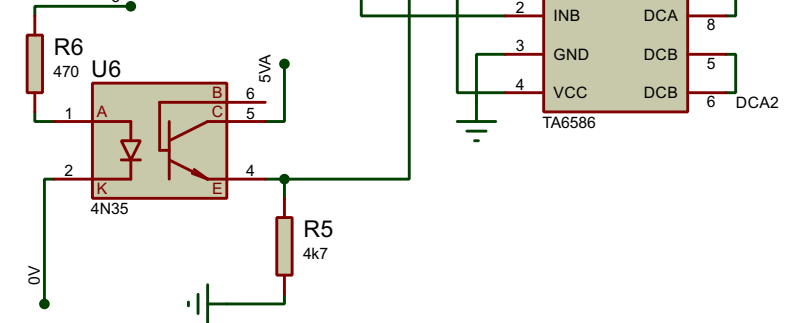 R6
470
U6
1
A
2
K
B
6
C
5
4
E
4N35
5VA
0V
R5
4k7
2
INB
DCA
8
3
GND
DCB
5
4
VCC
DCB
6
DCA2
TA6586